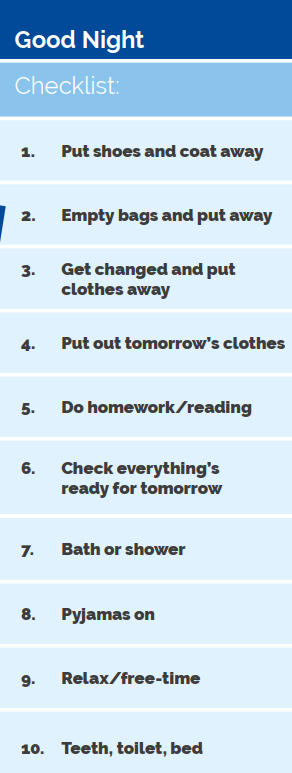 Good Night
Checklist:
1. Put shoes and coat away
2. Empty bags and put away
3. Get changed and put
clothes away
4. Put out tomorrow's clothes
5. Do homework/reading
6. Check everything's
ready for tomorrow
7. Bath or shower
8. Pyjamas on
9. Relax/free-time
10. Teeth, toilet, bed